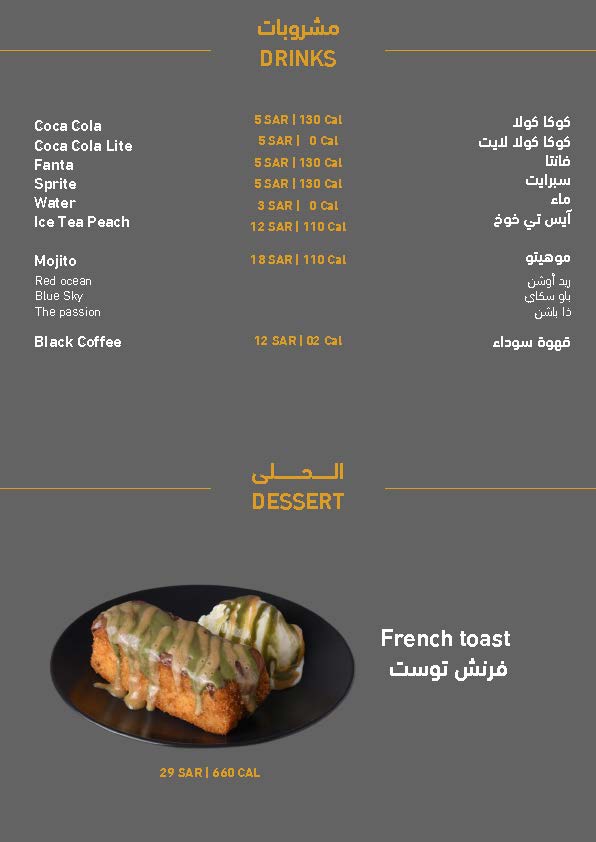 مشروبات
DRINKS
Coca Cola 5 SAR | 130 Cal كوكا كولا
Coca Cola Lite 5 SAR | 0 Cal كوكا كولا لايت
Fanta 5 SAR | 130 Cal فانتا
Sprite 5 SAR | 130 Cal سبرايت
Water 3 SAR | 0 Cal ماء
Ice Tea Peach 12 SAR | 110 Cal آيس تي خوخ
Mojito 18 SAR | 110 Cal موهيتو
Red ocean ريد أوشن
Blue Sky بلو سكاي
The passion ذا باشن
Black Coffee 12 SAR | 02 Cal قهوة سوداء
الـــحـــلى
DESSERT
French toast
فرنش توست
29 SAR | 660 CAL